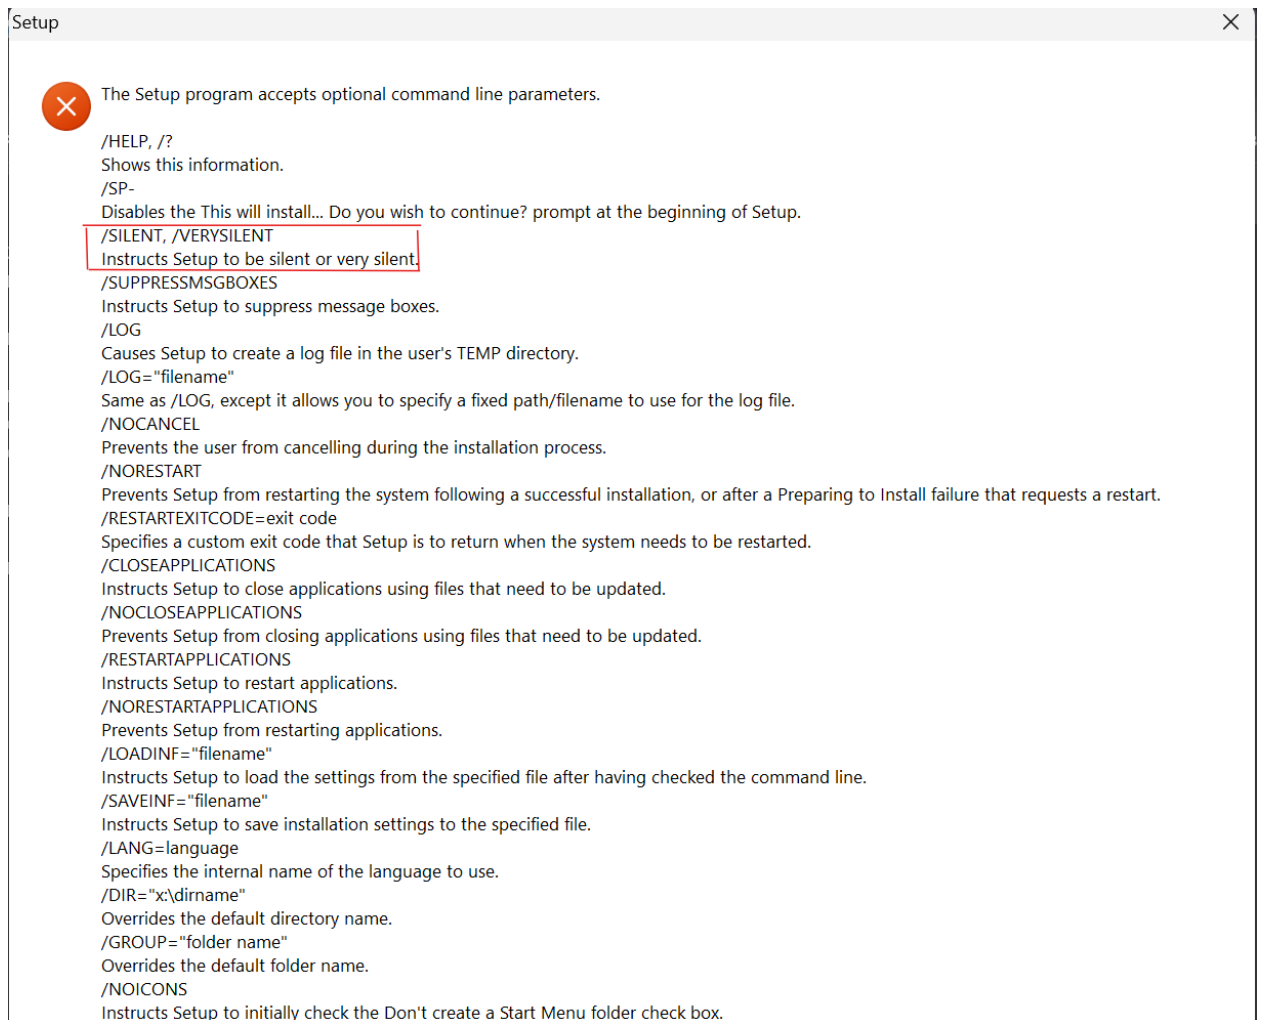 Setup
The Setup program accepts optional command line parameters.
/HELP, /?
Shows this information.
/SP-
Disables the This will install... Do you wish to continue? prompt at the beginning of Setup.
/SILENT, /VERYSILENT
Instructs Setup to be silent or very silent.
/SUPPRESSMSGBOXES
Instructs Setup to suppress message boxes.
/LOG
Causes Setup to create a log file in the user's TEMP directory.
/LOG="filename"
Same as /LOG, except it allows you to specify a fixed path/filename to use for the log file.
/NOCANCEL
Prevents the user from cancelling during the installation process.
/NORESTART
Prevents Setup from restarting the system following a successful installation, or after a Preparing to Install failure that requests a restart.
/RESTARTEXITCODE=exit code
Specifies a custom exit code that Setup is to return when the system needs to be restarted.
/CLOSEAPPLICATIONS
Instructs Setup to close applications using files that need to be updated.
/NOCLOSEAPPLICATIONS
Prevents Setup from closing applications using files that need to be updated.
/RESTARTAPPLICATIONS
Instructs Setup to restart applications.
/NORESTARTAPPLICATIONS
Prevents Setup from restarting applications.
/LOADINF="filename"
Instructs Setup to load the settings from the specified file after having checked the command line.
/SAVEINF="filename"
Instructs Setup to save installation settings to the specified file.
/LANG=language
Specifies the internal name of the language to use.
/DIR="x:\dirname"
Overrides the default directory name.
/GROUP="folder name"
Overrides the default folder name.
/NOICONS
Instructs Setup to initially check the Don't create a Start Menu folder check box.